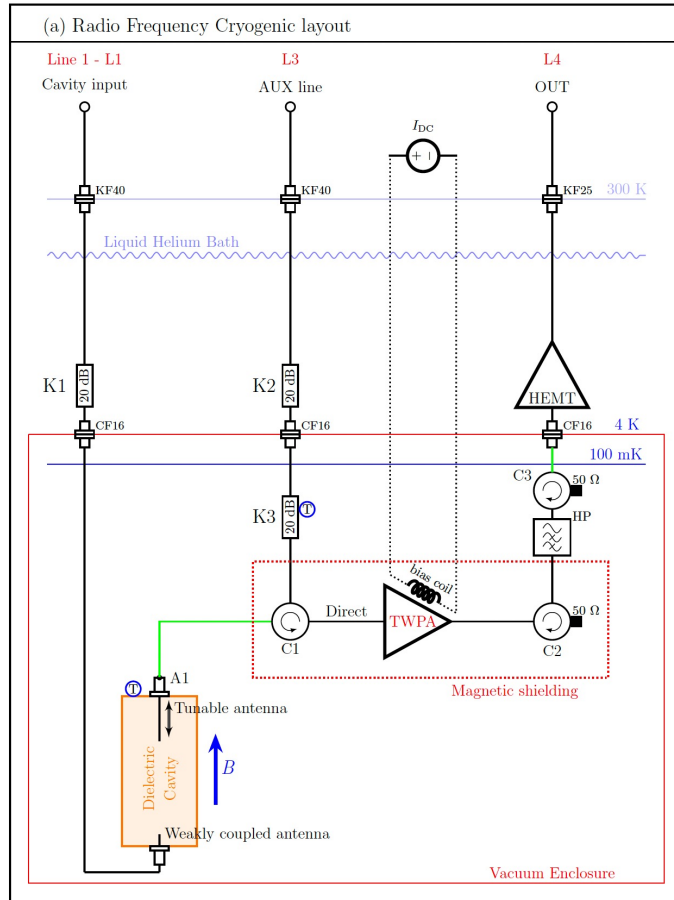 (a) Radio Frequency Cryogenic layout
Line 1 - L1
L3
L4
Cavity input
AUX line
OUT
I_DC
+ −
KF40
KF40
KF25
300 K
Liquid Helium Bath
K1
20 dB
K2
20 dB
HEMT
CF16
CF16
CF16
4 K
100 mK
C3
50 Ω
K3
20 dB
T
HP
bias coil
Direct
TWPA
50 Ω
C1
C2
Magnetic shielding
T
A1
Tunable antenna
Dielectric
Cavity
B
Weakly coupled antenna
Vacuum Enclosure